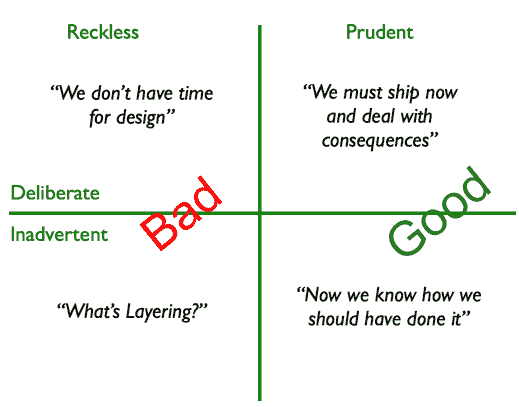 Reckless
Prudent
“We don’t have time
for design”
“We must ship now
and deal with
consequences”
Deliberate
Bad
Good
Inadvertent
“What’s Layering?”
“Now we know how we
should have done it”